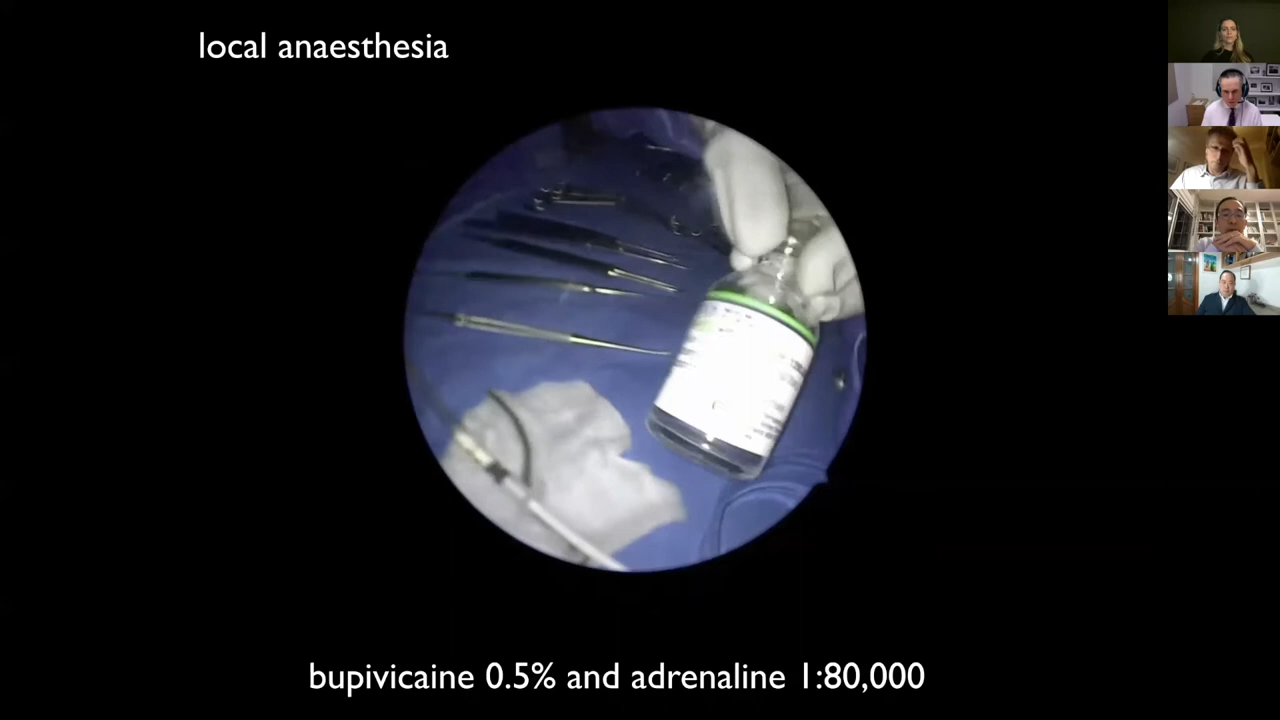 local anaesthesia
bupivicaine 0.5% and adrenaline 1:80,000